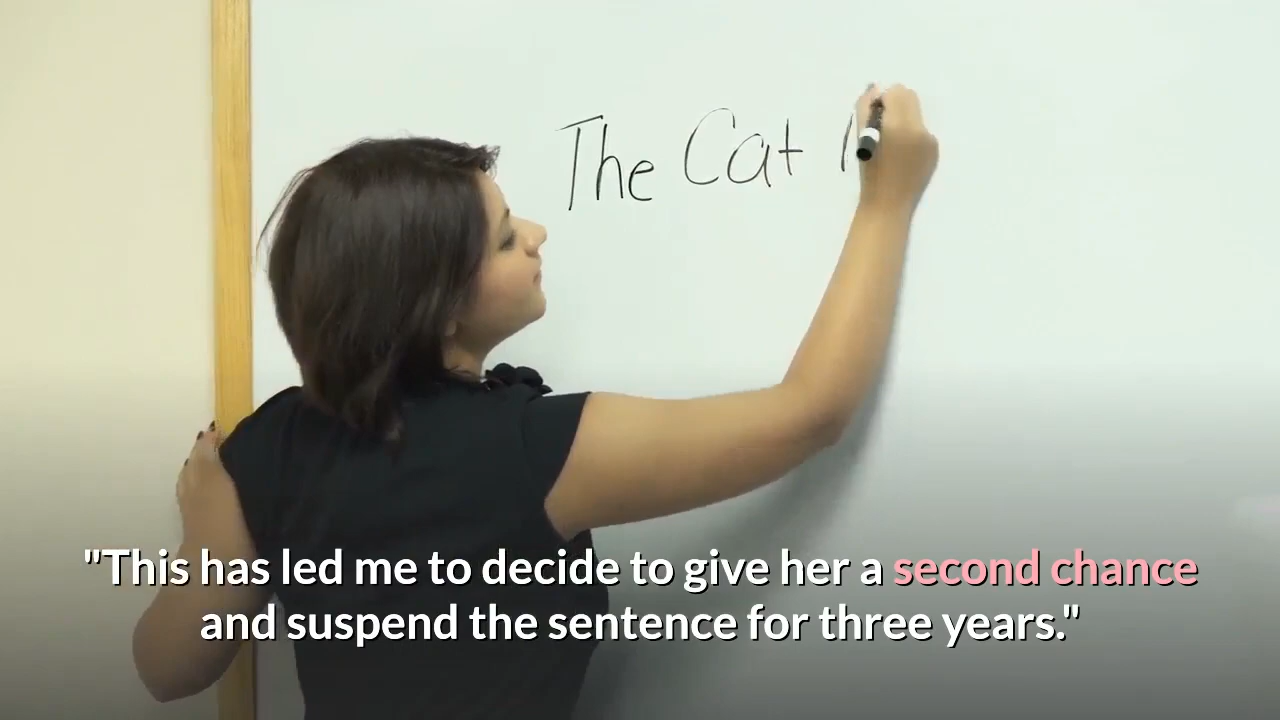 The Cat
"This has led me to decide to give her a second chance
and suspend the sentence for three years."